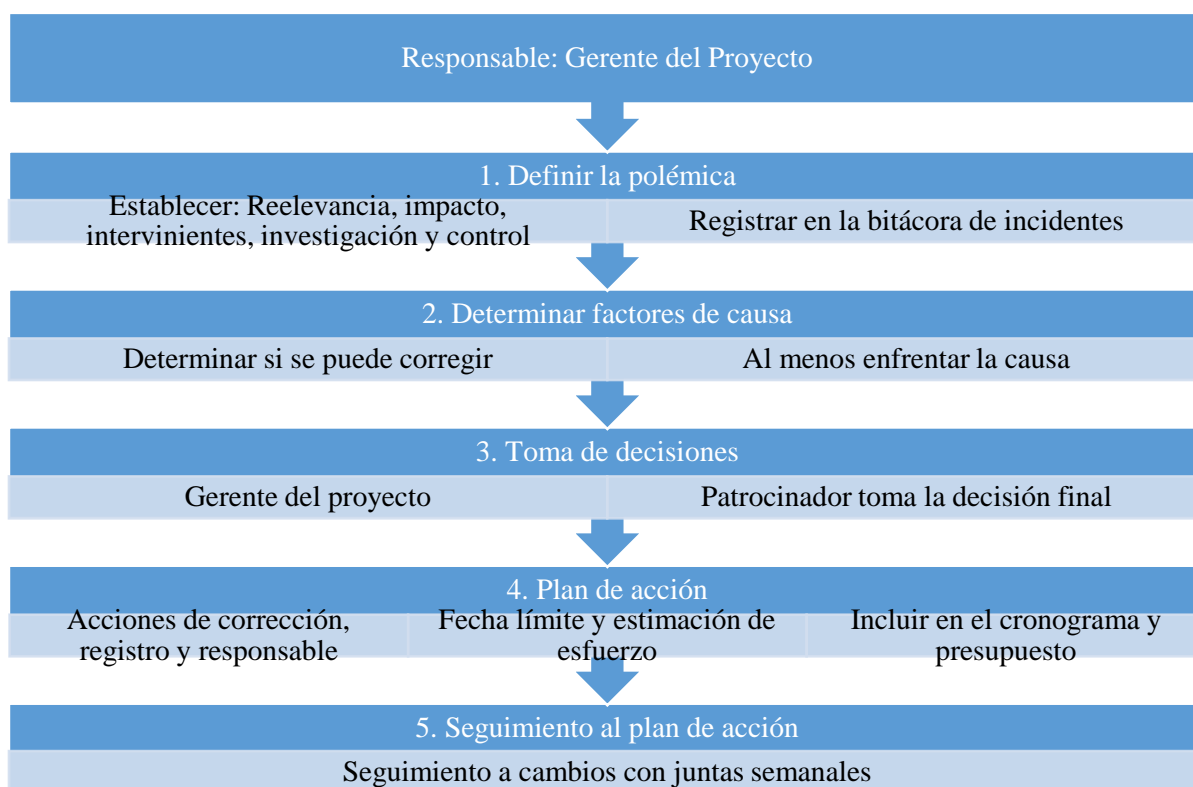 Responsable: Gerente del Proyecto
1. Definir la polémica
Establecer: Reelevancia, impacto,
intervinientes, investigación y control
Registrar en la bitácora de incidentes
2. Determinar factores de causa
Determinar si se puede corregir
Al menos enfrentar la causa
3. Toma de decisiones
Gerente del proyecto
Patrocinador toma la decisión final
4. Plan de acción
Acciones de corrección,
registro y responsable
Fecha límite y estimación de
esfuerzo
Incluir en el cronograma y
presupuesto
5. Seguimiento al plan de acción
Seguimiento a cambios con juntas semanales